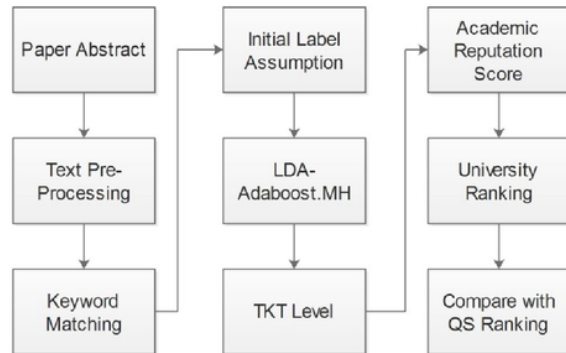 Paper Abstract
Text Pre-
Processing
Keyword
Matching
Initial Label
Assumption
LDA-
Adaboost.MH
TKT Level
Academic
Reputation
Score
University
Ranking
Compare with
QS Ranking